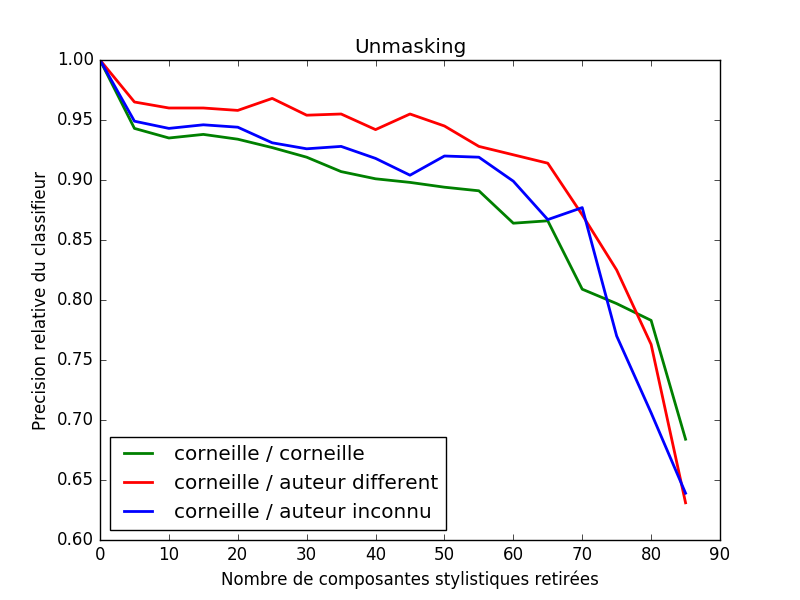 Unmasking
Precision relative du classifieur
1.00
0.95
0.90
0.85
0.80
0.75
0.70
0.65
0.60
corneille / corneille
corneille / auteur different
corneille / auteur inconnu
0 10 20 30 40 50 60 70 80 90
Nombre de composantes stylistiques retirées